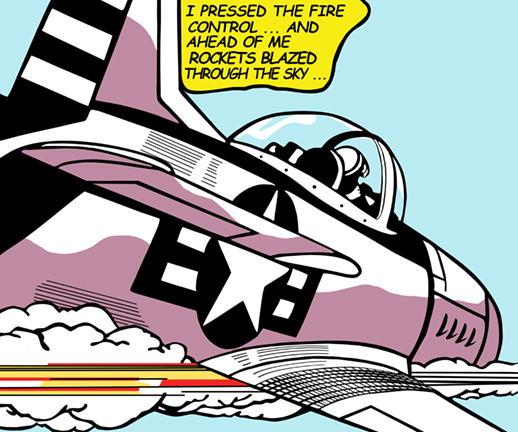 I PRESSED THE FIRE
CONTROL ... AND
AHEAD OF ME
ROCKETS BLAZED
THROUGH THE SKY ...